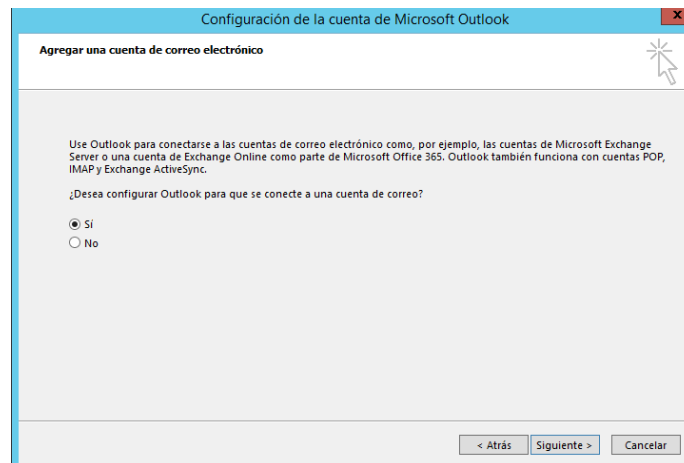 Configuración de la cuenta de Microsoft Outlook
x
Agregar una cuenta de correo electrónico
Use Outlook para conectarse a las cuentas de correo electrónico como, por ejemplo, las cuentas de Microsoft Exchange
Server o una cuenta de Exchange Online como parte de Microsoft Office 365. Outlook también funciona con cuentas POP,
IMAP y Exchange ActiveSync.
¿Desea configurar Outlook para que se conecte a una cuenta de correo?
Sí
No
< Atrás Siguiente > Cancelar